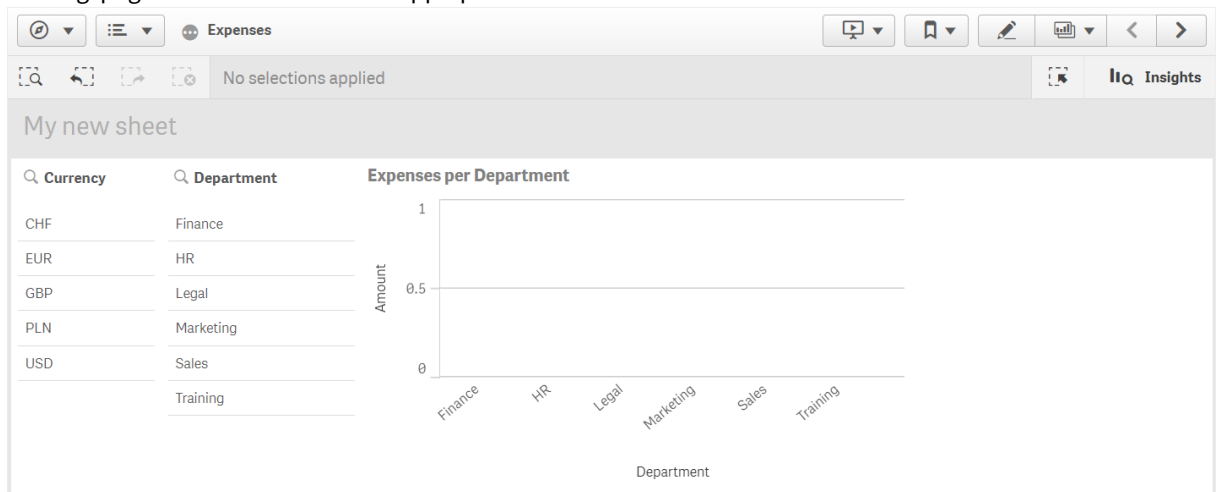 Expenses
No selections applied
Insights
My new sheet
Currency
CHF
EUR
GBP
PLN
USD
Department
Finance
HR
Legal
Marketing
Sales
Training
Expenses per Department
Amount
1
0.5
0
Finance
HR
Legal
Marketing
Sales
Training
Department